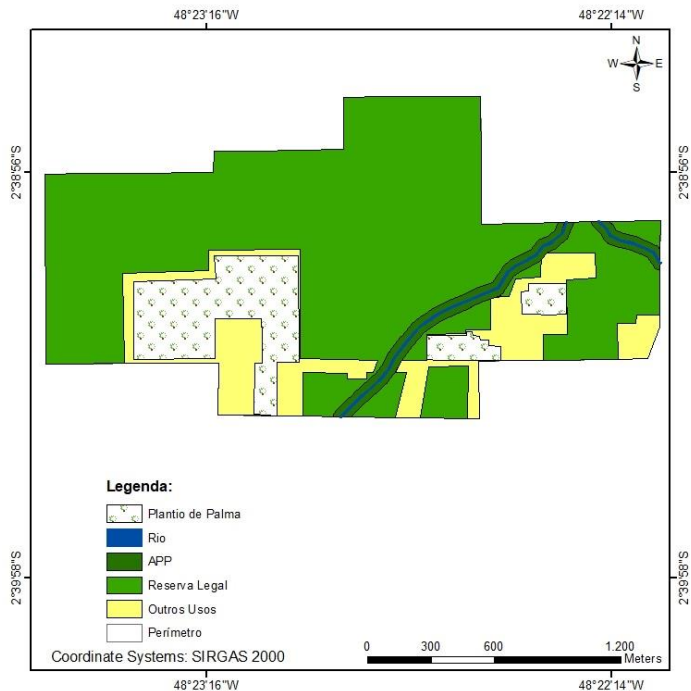 48°23'16"W 48°22'14"W
N
W E
S
2°38'56"S 2°38'56"S
Legenda:
Plantio de Palma
Rio
APP
Reserva Legal
Outros Usos
Perímetro
2°39'58"S 2°39'58"S
Coordinate Systems: SIRGAS 2000
0 300 600 1.200
Meters
48°23'16"W 48°22'14"W